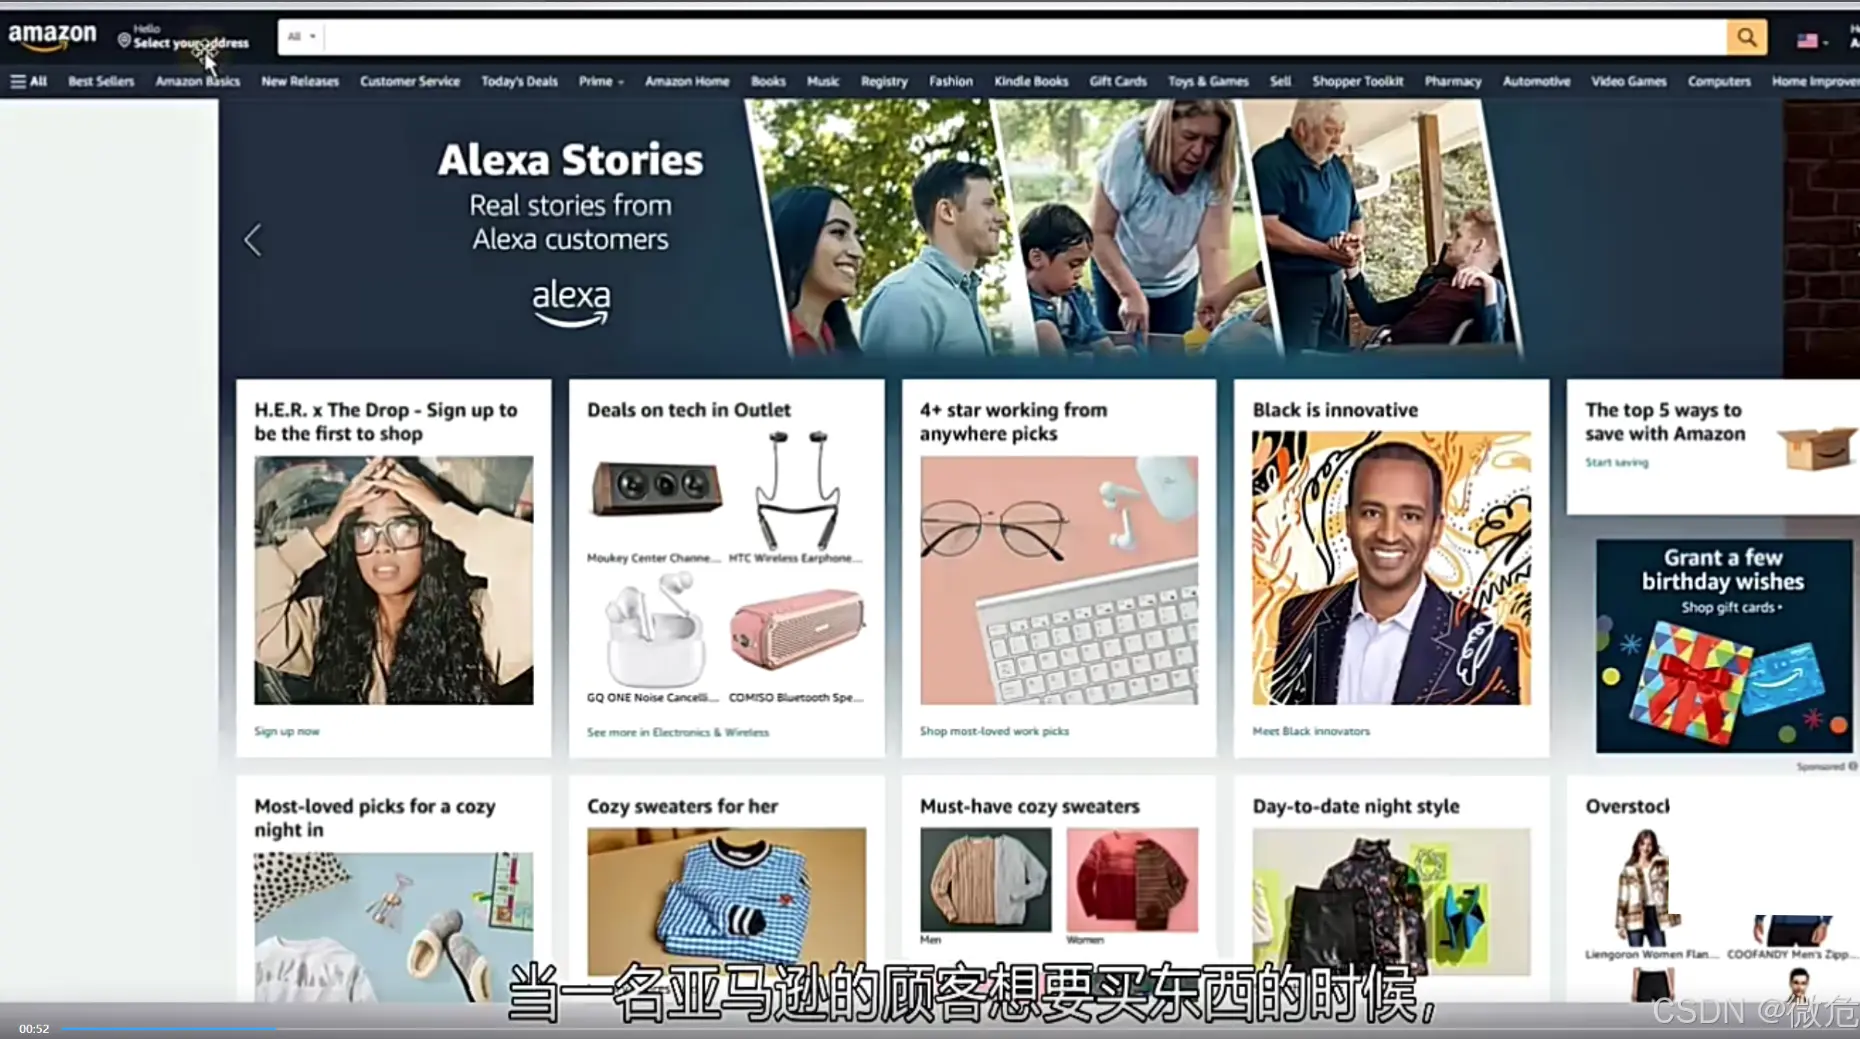 amazon
Hello
Select your address
All
All
Best Sellers
Amazon Basics
New Releases
Customer Service
Today's Deals
Prime
Amazon Home
Books
Music
Registry
Fashion
Kindle Books
Gift Cards
Toys & Games
Sell
Shopper Toolkit
Pharmacy
Automotive
Video Games
Computers
Alexa Stories
Real stories from
Alexa customers
alexa
H.E.R. x The Drop - Sign up to
be the first to shop
Sign up now
Deals on tech in Outlet
Moukey Center Channe...
HTC Wireless Earphone...
GQ ONE Noise Cancelli...
COMISO Bluetooth Spe...
See more in Electronics & Wireless
4+ star working from
anywhere picks
Shop most-loved work picks
Black is innovative
Meet Black innovators
The top 5 ways to
save with Amazon
Start saving
Grant a few
birthday wishes
Shop gift cards
Sponsored
Most-loved picks for a cozy
night in
Cozy sweaters for her
Must-have cozy sweaters
Men
Women
Day-to-date night style
Overstock
Liengoron Women Flan...
COOFANDY Men's Zipp...
当一名亚马逊的顾客想要买东西的时候，
00:52
CSDN @微危